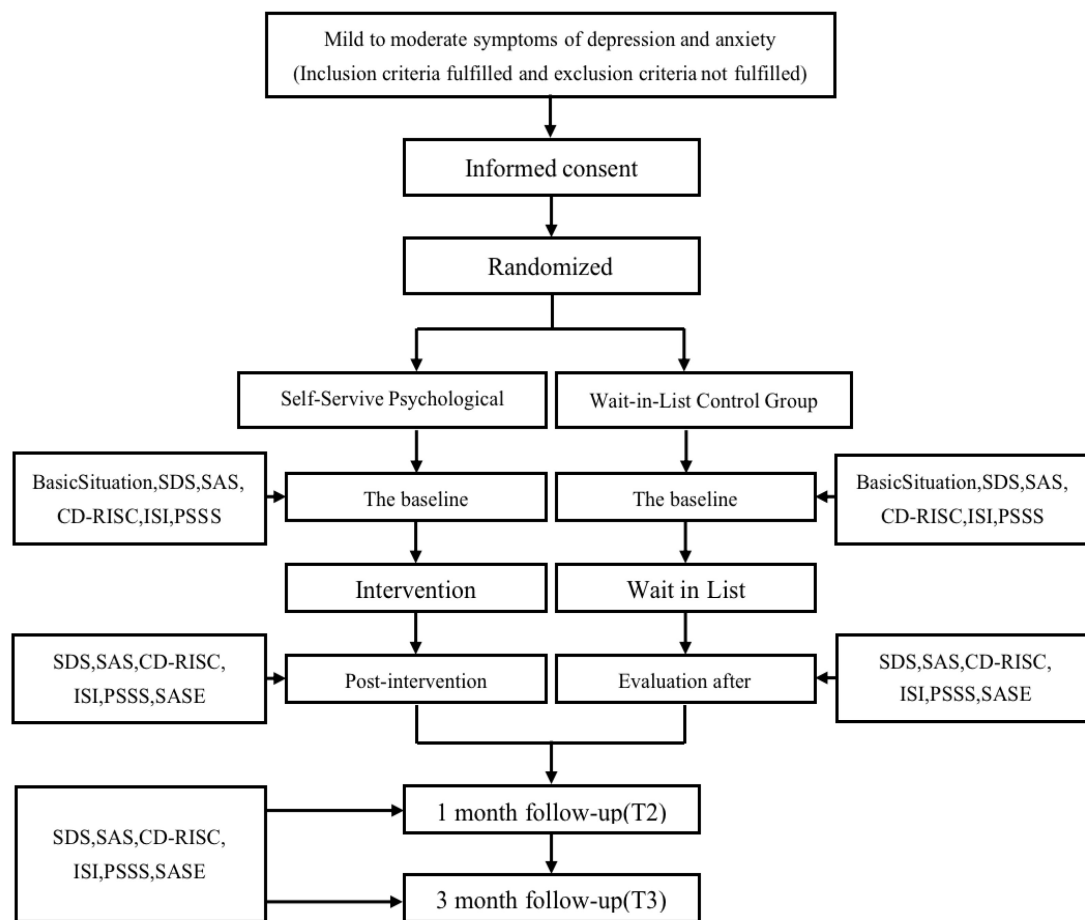 Mild to moderate symptoms of depression and anxiety
(Inclusion criteria fulfilled and exclusion criteria not fulfilled)
Informed consent
Randomized
Self-Servive Psychological
Wait-in-List Control Group
BasicSituation,SDS,SAS,
CD-RISC,ISI,PSSS
The baseline
The baseline
BasicSituation,SDS,SAS,
CD-RISC,ISI,PSSS
Intervention
Wait in List
SDS,SAS,CD-RISC,
ISI,PSSS,SASE
Post-intervention
Evaluation after
SDS,SAS,CD-RISC,
ISI,PSSS,SASE
1 month follow-up(T2)
SDS,SAS,CD-RISC,
ISI,PSSS,SASE
3 month follow-up(T3)